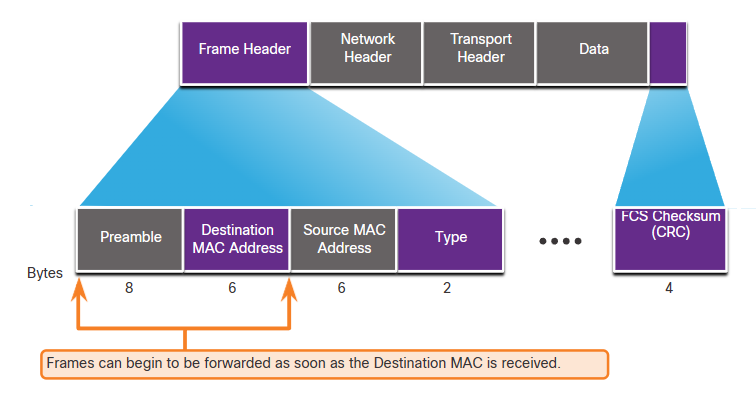 Frame Header
Network
Header
Transport
Header
Data
Preamble
Destination
MAC Address
Source MAC
Address
Type
FCS Checksum
(CRC)
Bytes
8
6
6
2
4
Frames can begin to be forwarded as soon as the Destination MAC is received.